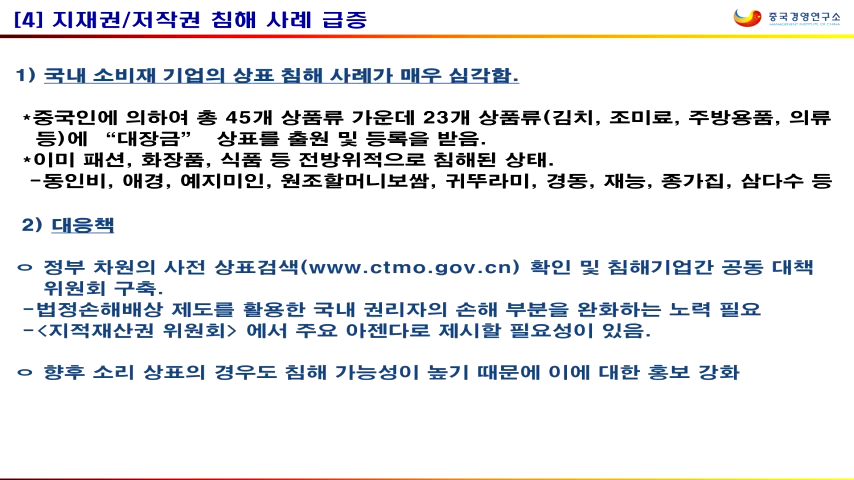 [4] 지재권/저작권 침해 사례 급증
중국경영연구소
MANAGEMENT INSTITUTE OF CHINA
1) 국내 소비재 기업의 상표 침해 사례가 매우 심각함.
*중국인에 의하여 총 45개 상품류 가운데 23개 상품류(김치, 조미료, 주방용품, 의류
등)에 “대장금” 상표를 출원 및 등록을 받음.
*이미 패션, 화장품, 식품 등 전방위적으로 침해된 상태.
-동인비, 애경, 예지미인, 원조할머니보쌈, 귀뚜라미, 경동, 재능, 종가집, 삼다수 등
2) 대응책
○ 정부 차원의 사전 상표검색(www.ctmo.gov.cn) 확인 및 침해기업간 공동 대책
위원회 구축.
-법정손해배상 제도를 활용한 국내 권리자의 손해 부분을 완화하는 노력 필요
-<지적재산권 위원회> 에서 주요 아젠다로 제시할 필요성이 있음.
○ 향후 소리 상표의 경우도 침해 가능성이 높기 때문에 이에 대한 홍보 강화